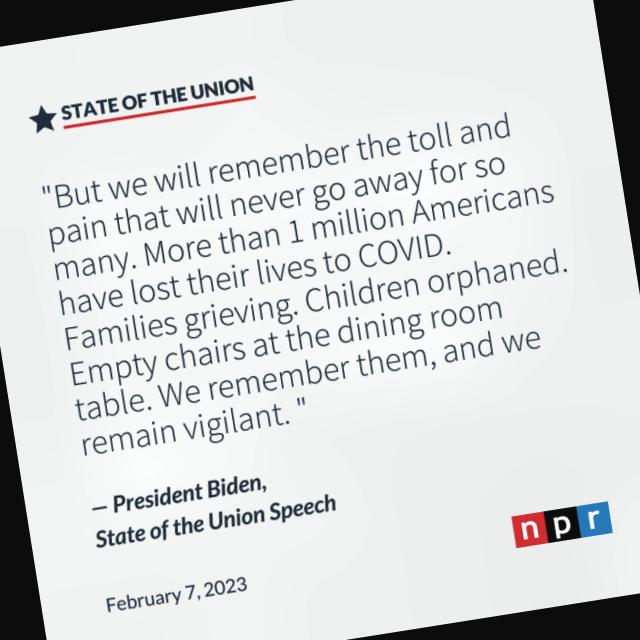 STATE OF THE UNION
"But we will remember the toll and
pain that will never go away for so
many. More than 1 million Americans
have lost their lives to COVID.
Families grieving. Children orphaned.
Empty chairs at the dining room
table. We remember them, and we
remain vigilant. "
– President Biden,
State of the Union Speech
February 7, 2023
npr